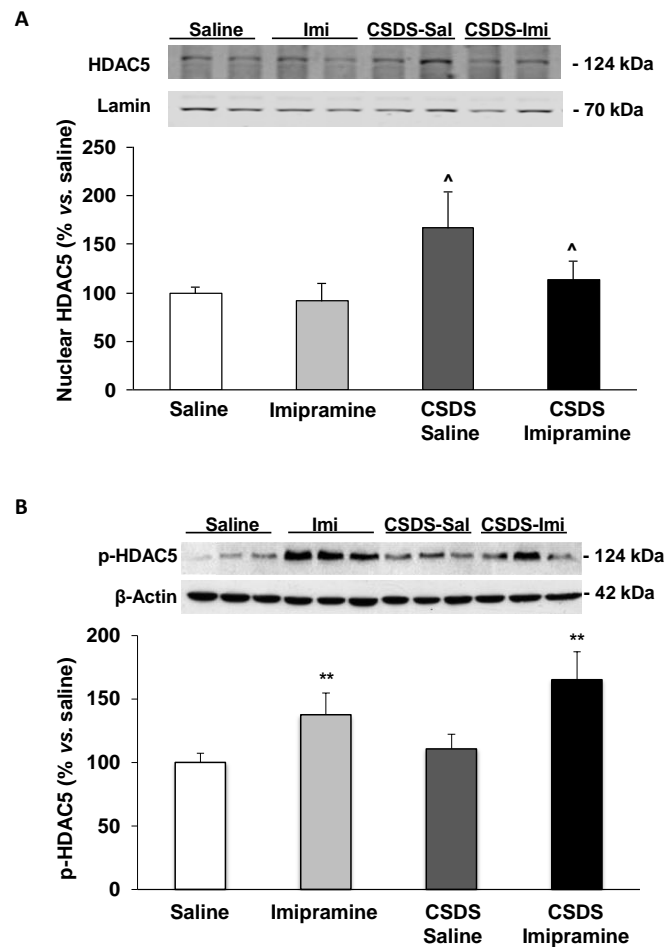 A
Saline Imi CSDS-Sal CSDS-Imi
HDAC5 - 124 kDa
Lamin - 70 kDa
Nuclear HDAC5 (% vs. saline)
250
200
150
100
50
0
^
^
Saline Imipramine CSDS CSDS
Saline Imipramine
B
Saline Imi CSDS-Sal CSDS-Imi
p-HDAC5 - 124 kDa
β-Actin - 42 kDa
p-HDAC5 (% vs. saline)
200
150
100
50
0
**
**
Saline Imipramine CSDS CSDS
Saline Imipramine